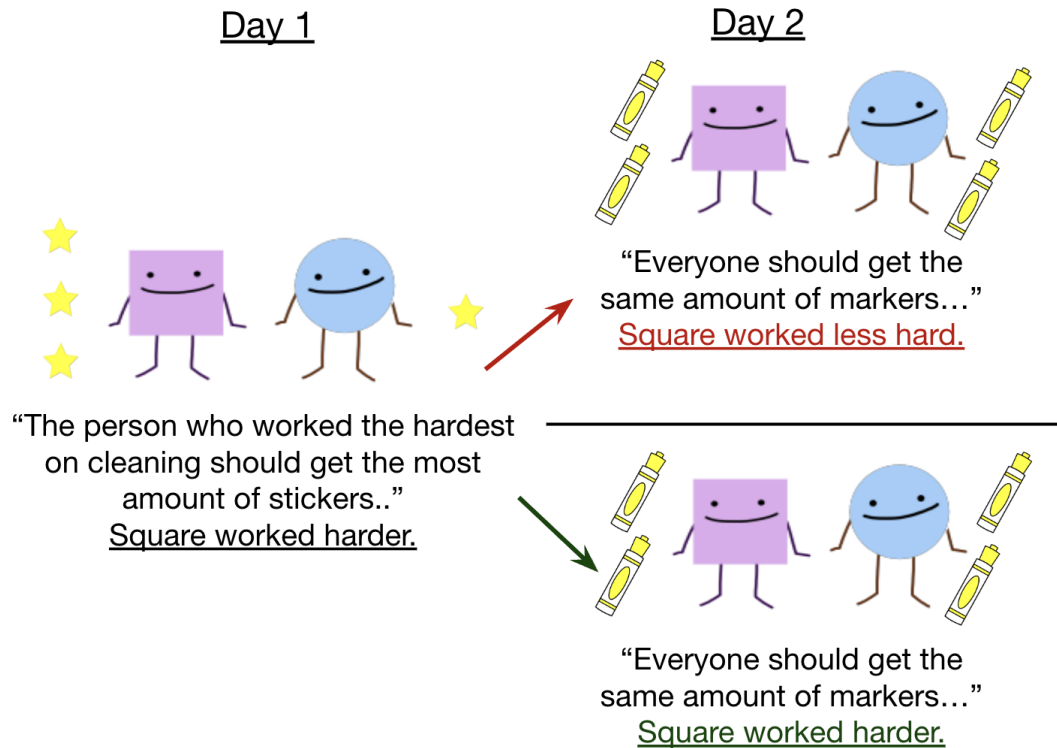 Day 1
Day 2
“The person who worked the hardest
on cleaning should get the most
amount of stickers..”
Square worked harder.
“Everyone should get the
same amount of markers…”
Square worked less hard.
“Everyone should get the
same amount of markers…”
Square worked harder.